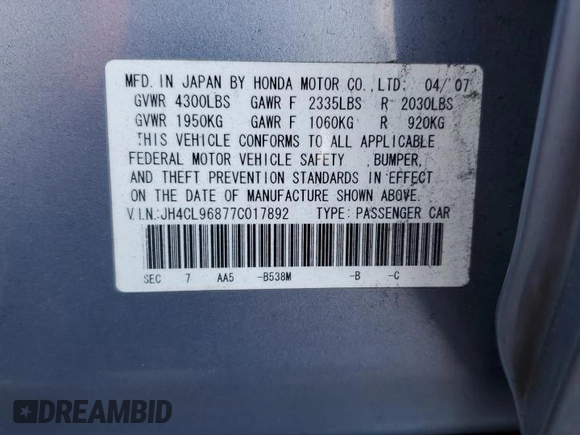 MFD. IN JAPAN BY HONDA MOTOR CO.,LTD. 04/'07
GVWR 4300LBS GAWR F 2335LBS R 2030LBS
GVWR 1950KG GAWR F 1060KG R 920KG
THIS VEHICLE CONFORMS TO ALL APPLICABLE
FEDERAL MOTOR VEHICLE SAFETY ,BUMPER,
AND THEFT PREVENTION STANDARDS IN EFFECT
ON THE DATE OF MANUFACTURE SHOWN ABOVE.
V.I.N.:JH4CL96877C017892 TYPE: PASSENGER CAR
SEC 7 AA5 -B538M -B -C
DREAMBID